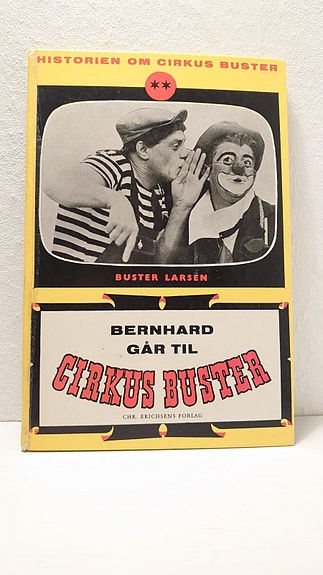 HISTORIEN OM CIRKUS BUSTER
BUSTER LARSEN
BERNHARD
GÅR TIL
CIRKUS BUSTER
CHR. ERICHSENS FORLAG